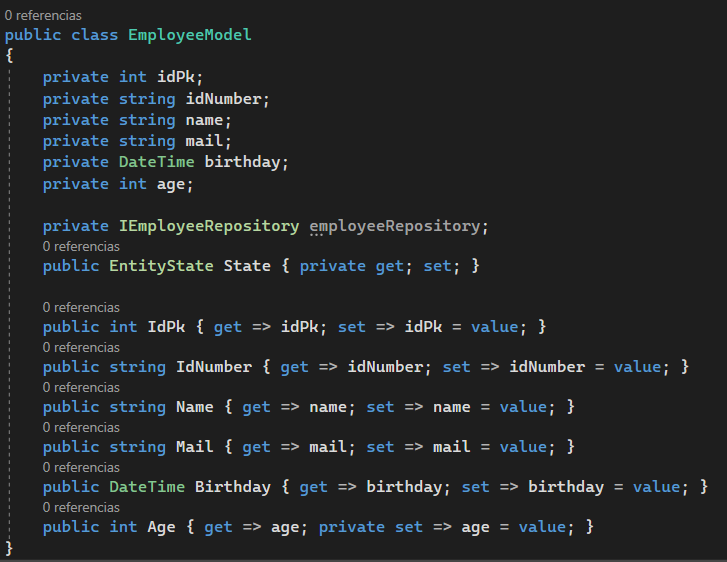 0 referencias
public class EmployeeModel
{
private int idPk;
private string idNumber;
private string name;
private string mail;
private DateTime birthday;
private int age;
private IEmployeeRepository employeeRepository;
0 referencias
public EntityState State { private get; set; }
0 referencias
public int IdPk { get => idPk; set => idPk = value; }
0 referencias
public string IdNumber { get => idNumber; set => idNumber = value; }
0 referencias
public string Name { get => name; set => name = value; }
0 referencias
public string Mail { get => mail; set => mail = value; }
0 referencias
public DateTime Birthday { get => birthday; set => birthday = value; }
0 referencias
public int Age { get => age; private set => age = value; }
}